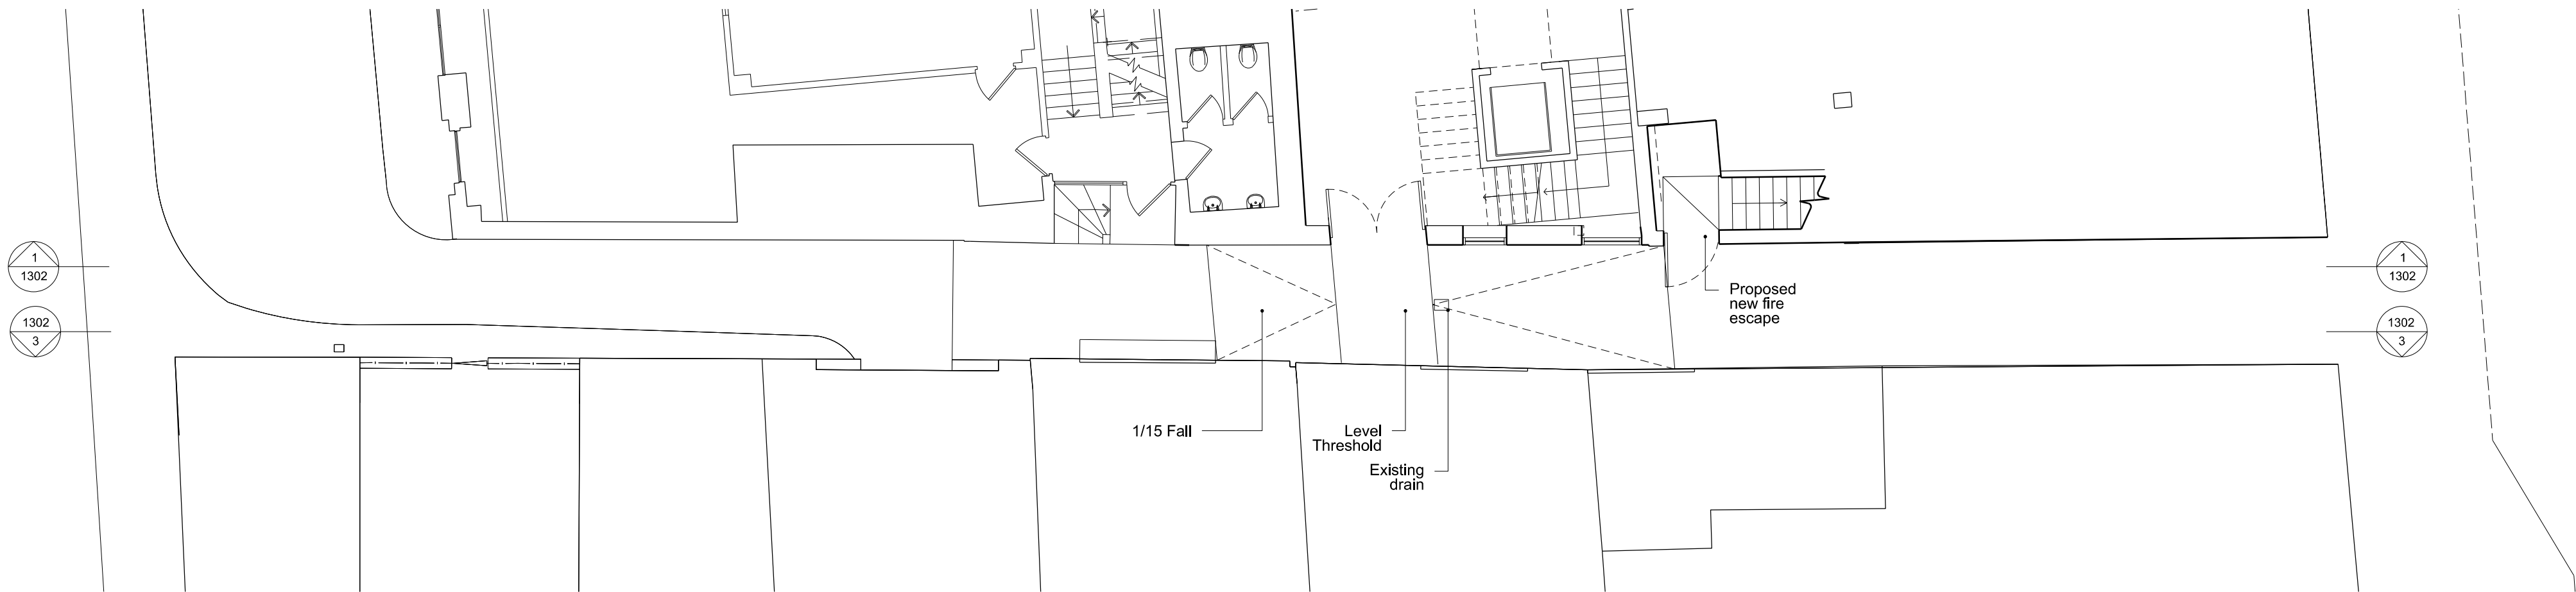 1
1302
1302
3
1/15 Fall
Level
Threshold
Existing
drain
Proposed
new fire
escape
1
1302
1302
3